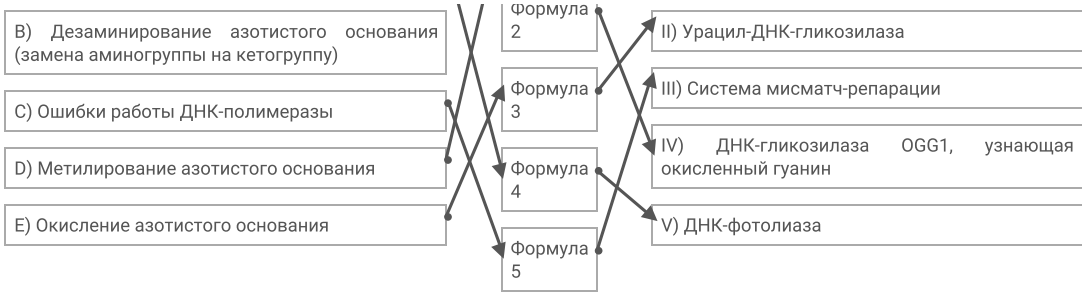 B) Дезаминирование азотистого основания
(замена аминогруппы на кетогруппу)
C) Ошибки работы ДНК-полимеразы
D) Метилирование азотистого основания
E) Окисление азотистого основания
Формула
2
Формула
3
Формула
4
Формула
5
II) Урацил-ДНК-гликозилаза
III) Система мисматч-репарации
IV) ДНК-гликозилаза OGG1, узнающая
окисленный гуанин
V) ДНК-фотолиаза